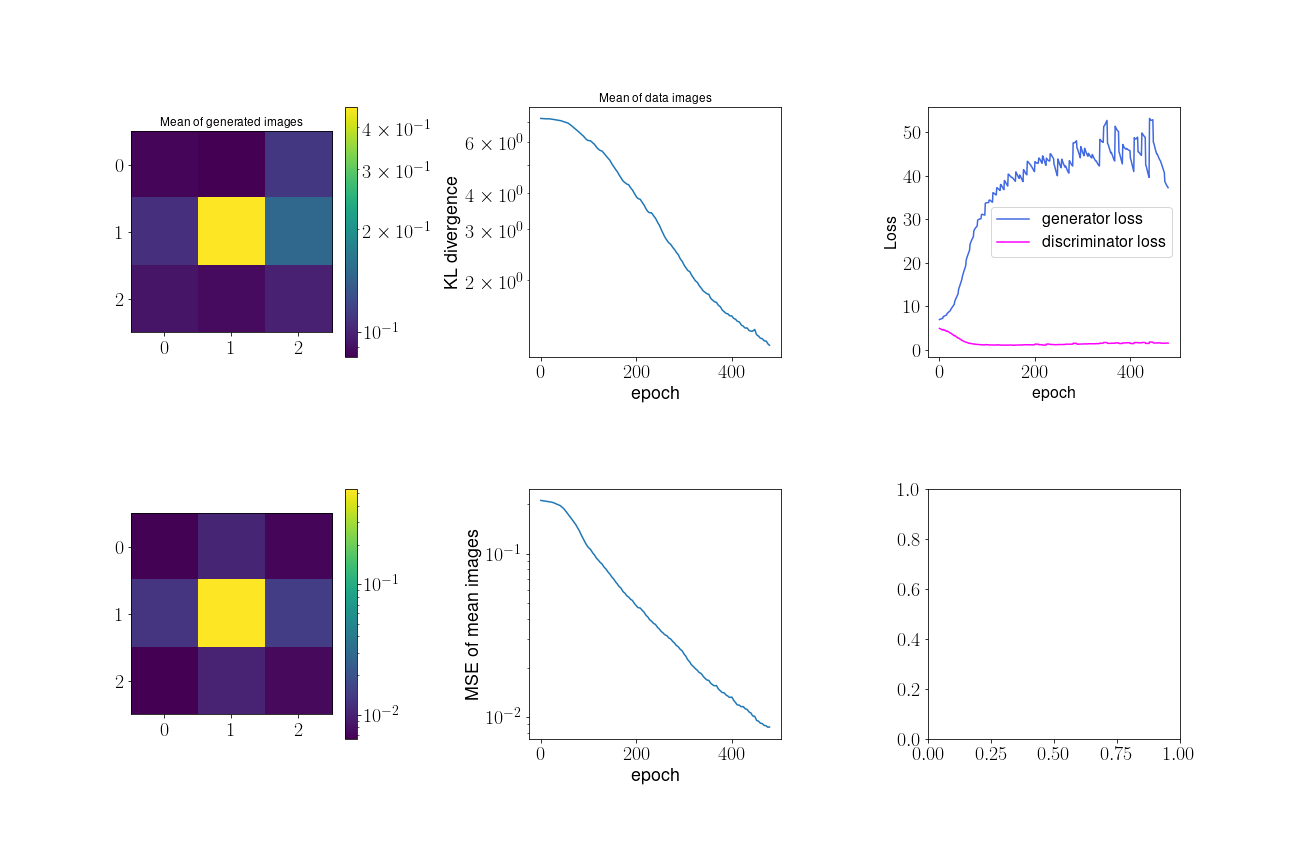 Mean of generated images
0
1
2
0 1 2
4 × 10⁻¹
3 × 10⁻¹
2 × 10⁻¹
10⁻¹
Mean of data images
KL divergence
6 × 10⁰
4 × 10⁰
3 × 10⁰
2 × 10⁰
0 200 400
epoch
Loss
50
40
30
20
10
0
generator loss
discriminator loss
0 200 400
epoch
0
1
2
0 1 2
10⁻¹
10⁻²
MSE of mean images
10⁻¹
10⁻²
0 200 400
epoch
1.0
0.8
0.6
0.4
0.2
0.0
0.00 0.25 0.50 0.75 1.00